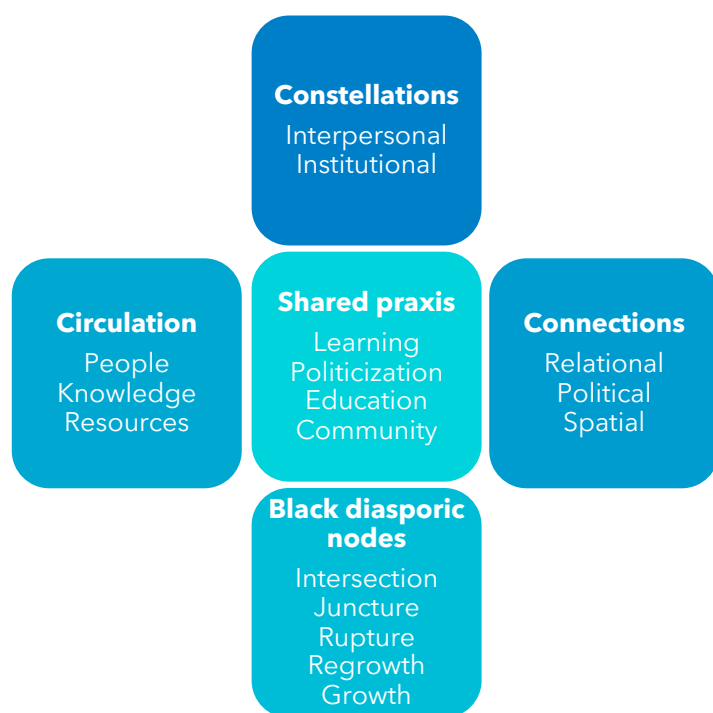 Constellations
Interpersonal
Institutional
Circulation
People
Knowledge
Resources
Shared praxis
Learning
Politicization
Education
Community
Connections
Relational
Political
Spatial
Black diasporic
nodes
Intersection
Juncture
Rupture
Regrowth
Growth